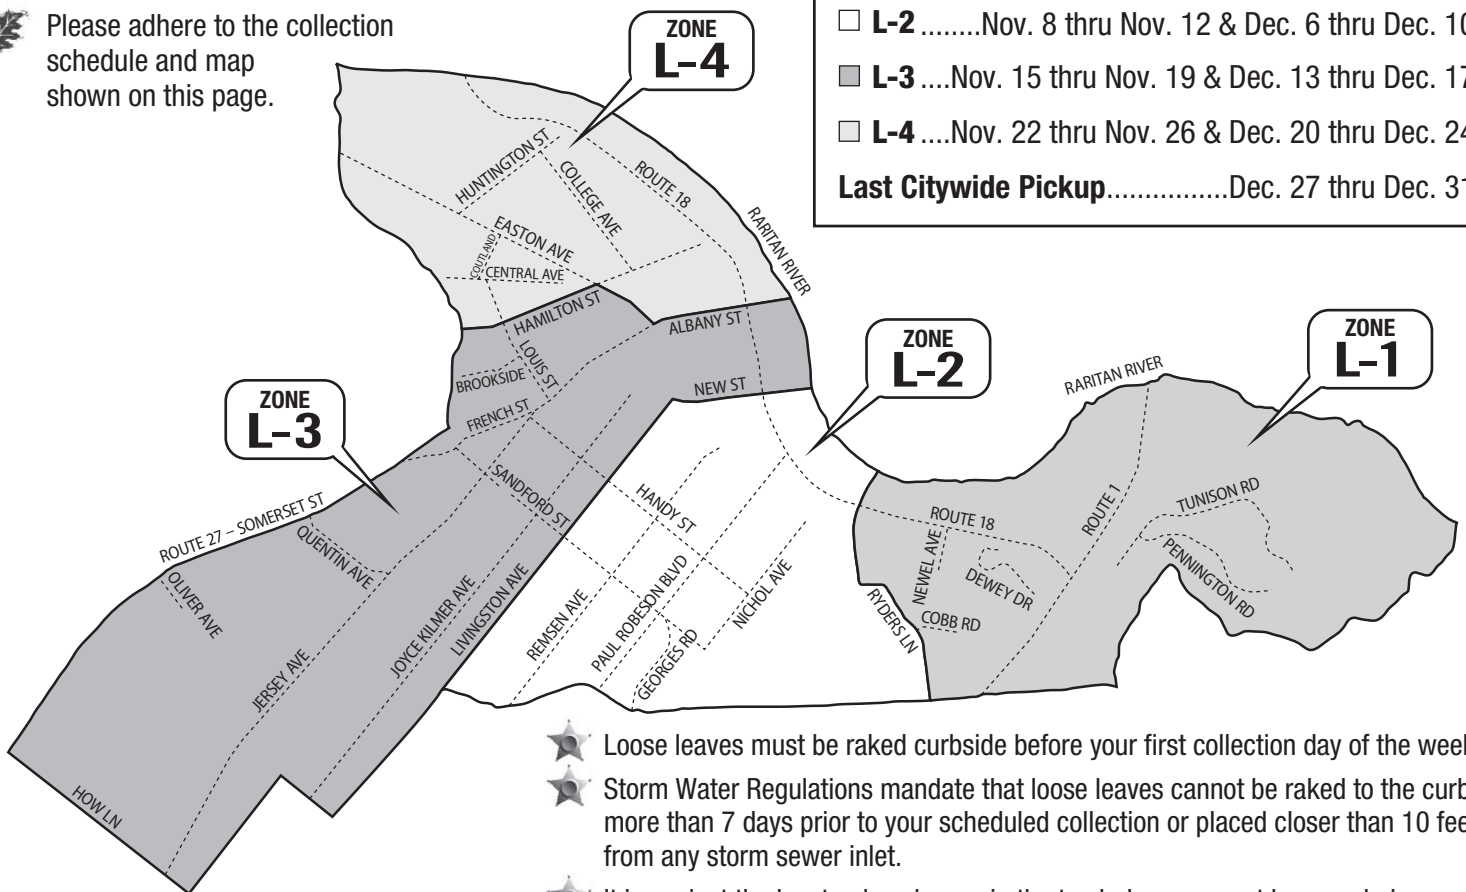 Please adhere to the collection
schedule and map
shown on this page.
L-2 ........Nov. 8 thru Nov. 12 & Dec. 6 thru Dec. 10
L-3 ....Nov. 15 thru Nov. 19 & Dec. 13 thru Dec. 17
L-4 ....Nov. 22 thru Nov. 26 & Dec. 20 thru Dec. 24
Last Citywide Pickup................Dec. 27 thru Dec. 31
ZONE
L-4
HUNTINGTON ST
COLLEGE AVE
ROUTE 18
RARITAN RIVER
EASTON AVE
COUTLAND
CENTRAL AVE
HAMILTON ST
ALBANY ST
LOUIS ST
BROOKSIDE
NEW ST
FRENCH ST
ZONE
L-2
ZONE
L-1
RARITAN RIVER
ZONE
L-3
SANDFORD ST
HANDY ST
ROUTE 27 – SOMERSET ST
QUENTIN AVE
OLIVER AVE
JERSEY AVE
JOYCE KILMER AVE
LIVINGSTON AVE
REMSEN AVE
PAUL ROBESON BLVD
GEORGES RD
NICHOL AVE
RYDERS LN
ROUTE 18
NEWEL AVE
DEWEY DR
COBB RD
ROUTE 1
TUNISON RD
PENNINGTON RD
HOW LN
Loose leaves must be raked curbside before your first collection day of the week
Storm Water Regulations mandate that loose leaves cannot be raked to the curb
more than 7 days prior to your scheduled collection or placed closer than 10 fee
from any storm sewer inlet.